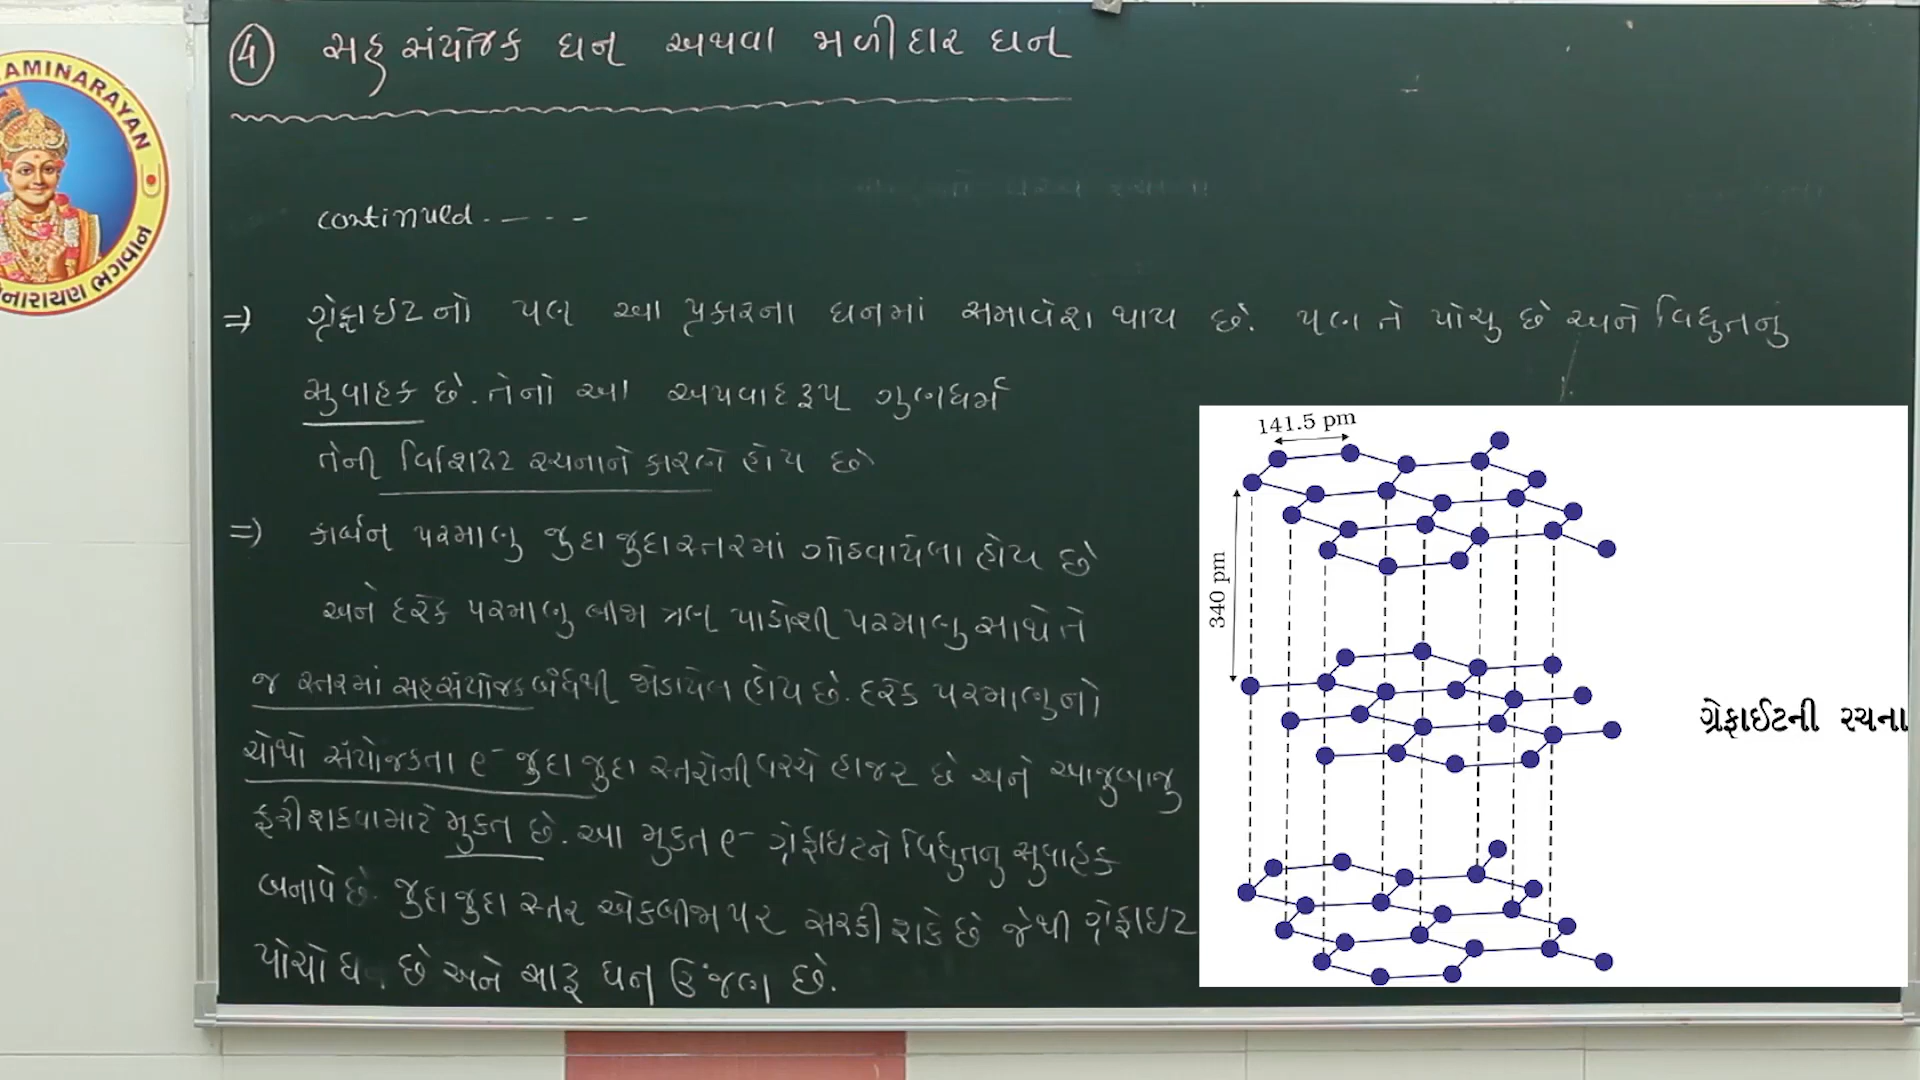 AMINARAYAN
નારાયણ ભગવાન
④ સહસંયોજક ઘન અથવા જાળીદાર ઘન
continued-----
⇒ ગ્રેફાઇટનો પણ આ પ્રકારના ઘનમાં સમાવેશ થાય છે. પણ તે પોચુ છે અને વિદ્યુતનું
સુવાહક છે. તેનો આ અપવાદરૂપ ગુણધર્મ
તેની વિશિષ્ટ રચનાને કારણે હોય છે
⇒ કાર્બન પરમાણુ જુદા જુદા સ્તરમાં ગોઠવાયેલા હોય છે
અને દરેક પરમાણુ બીજા ત્રણ પાડોશી પરમાણુ સાથે તે
જ સ્તરમાં સહસંયોજક બંધથી જોડાયેલ હોય છે. દરેક પરમાણુનો
ચોથો સંયોજકતા e⁻ જુદા જુદા સ્તરોની વચ્ચે હાજર છે અને આજુબાજુ
ફરી શકવા માટે મુક્ત છે. આ મુક્ત e⁻ ગ્રેફાઇટને વિદ્યુતનુ સુવાહક
બનાવે છે. જુદા જુદા સ્તર એકબીજા પર સરકી શકે છે જેથી ગ્રેફાઇટ
પોચો ઘન છે અને સારૂ ઘન ઉંજણ છે.
141.5 pm
340 pm
ગ્રેફાઈટની રચના